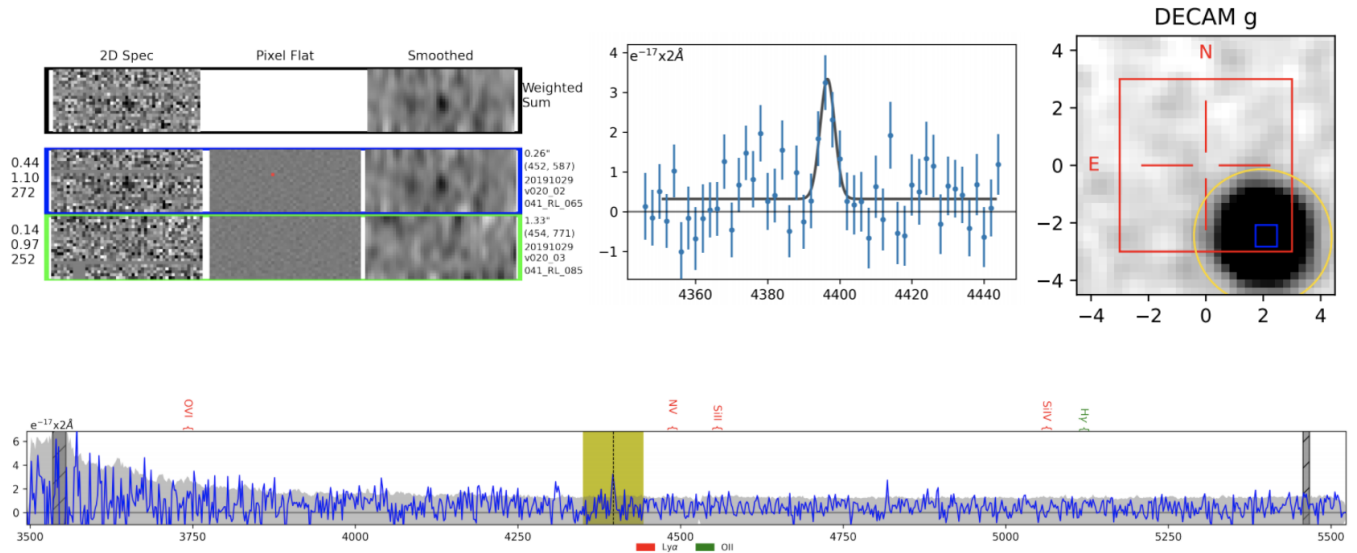 2D Spec Pixel Flat Smoothed
Weighted
Sum
0.44
1.10
272
0.26"
(452, 587)
20191029
v020_02
041_RL_065
0.14
0.97
252
1.33"
(454, 771)
20191029
v020_03
041_RL_085
e⁻¹⁷x2Å
4
3
2
1
0
−1
4360 4380 4400 4420 4440
DECAM g
N
E
4
2
0
−2
−4
−4 −2 0 2 4
OVI {
NV {
SiII {
SiIV {
Hγ {
e⁻¹⁷x2Å
6
4
2
0
3500 3750 4000 4250 4500 4750 5000 5250 5500
Lyα OII